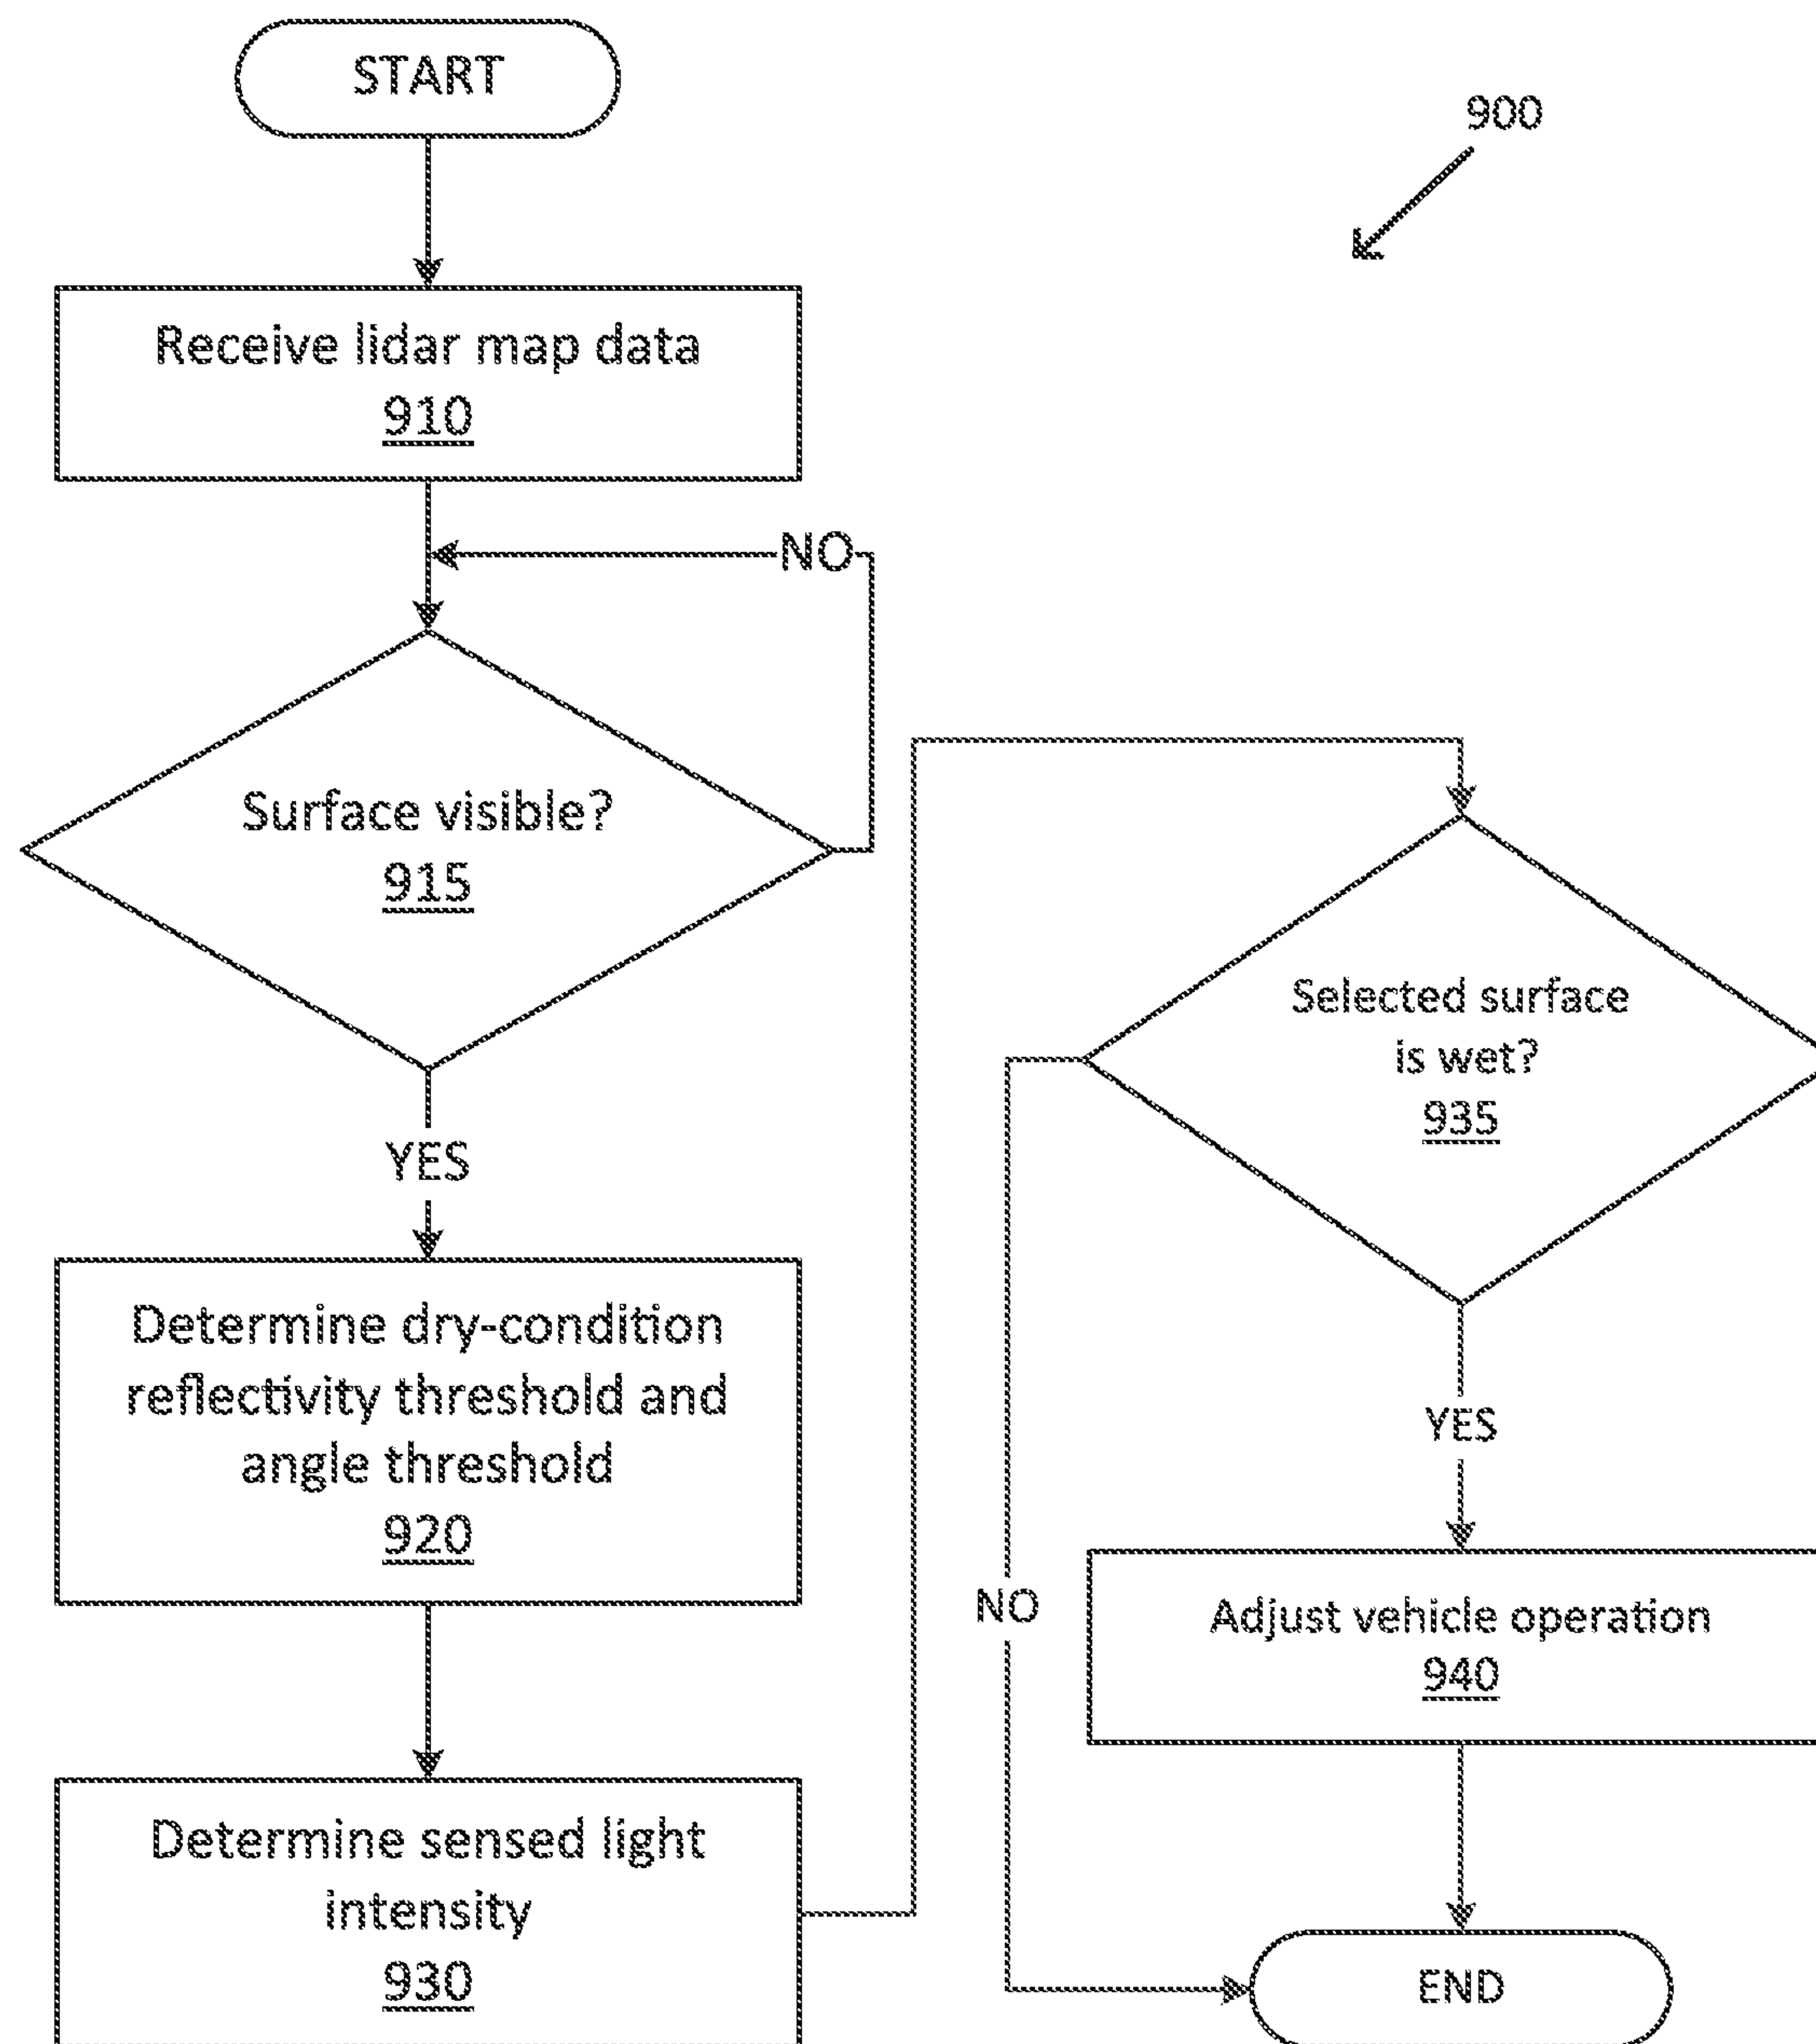 START
900
Receive lidar map data
910
NO
Surface visible?
915
YES
Determine dry-condition
reflectivity threshold and
angle threshold
920
Determine sensed light
intensity
930
Selected surface
is wet?
935
YES
NO
Adjust vehicle operation
940
END